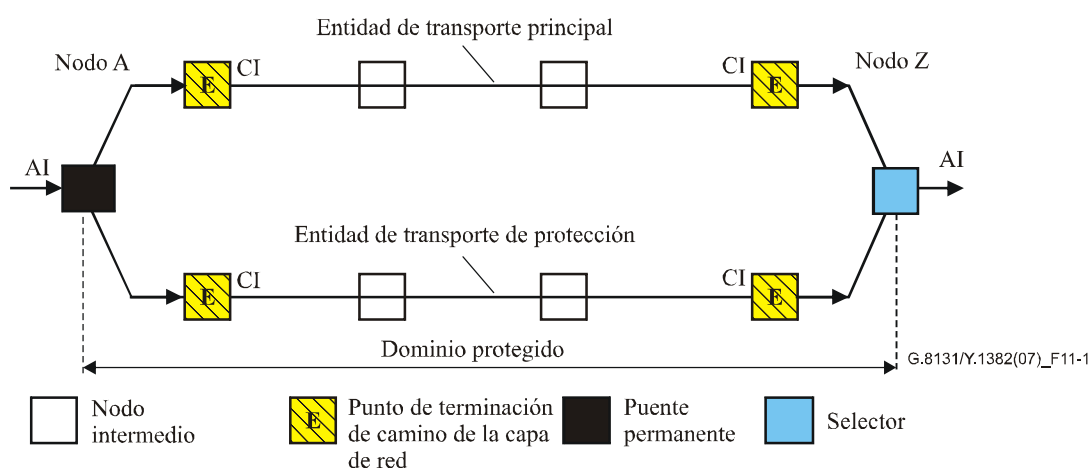 Entidad de transporte principal
Nodo A
CI
CI
Nodo Z
E
E
AI
AI
Entidad de transporte de protección
CI
CI
E
E
Dominio protegido
G.8131/Y.1382(07)_F11-1
Nodo
intermedio
E
Punto de terminación
de camino de la capa
de red
Puente
permanente
Selector